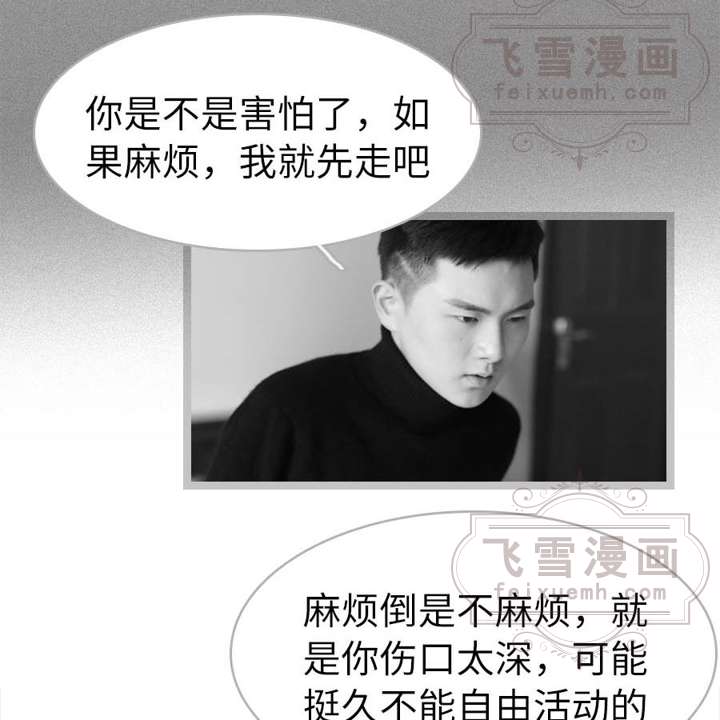 飞雪漫画
feixuemh.com
你是不是害怕了，如
果麻烦，我就先走吧
飞雪漫画
feixuemh.com
麻烦倒是不麻烦，就
是你伤口太深，可能
挺久不能自由活动的